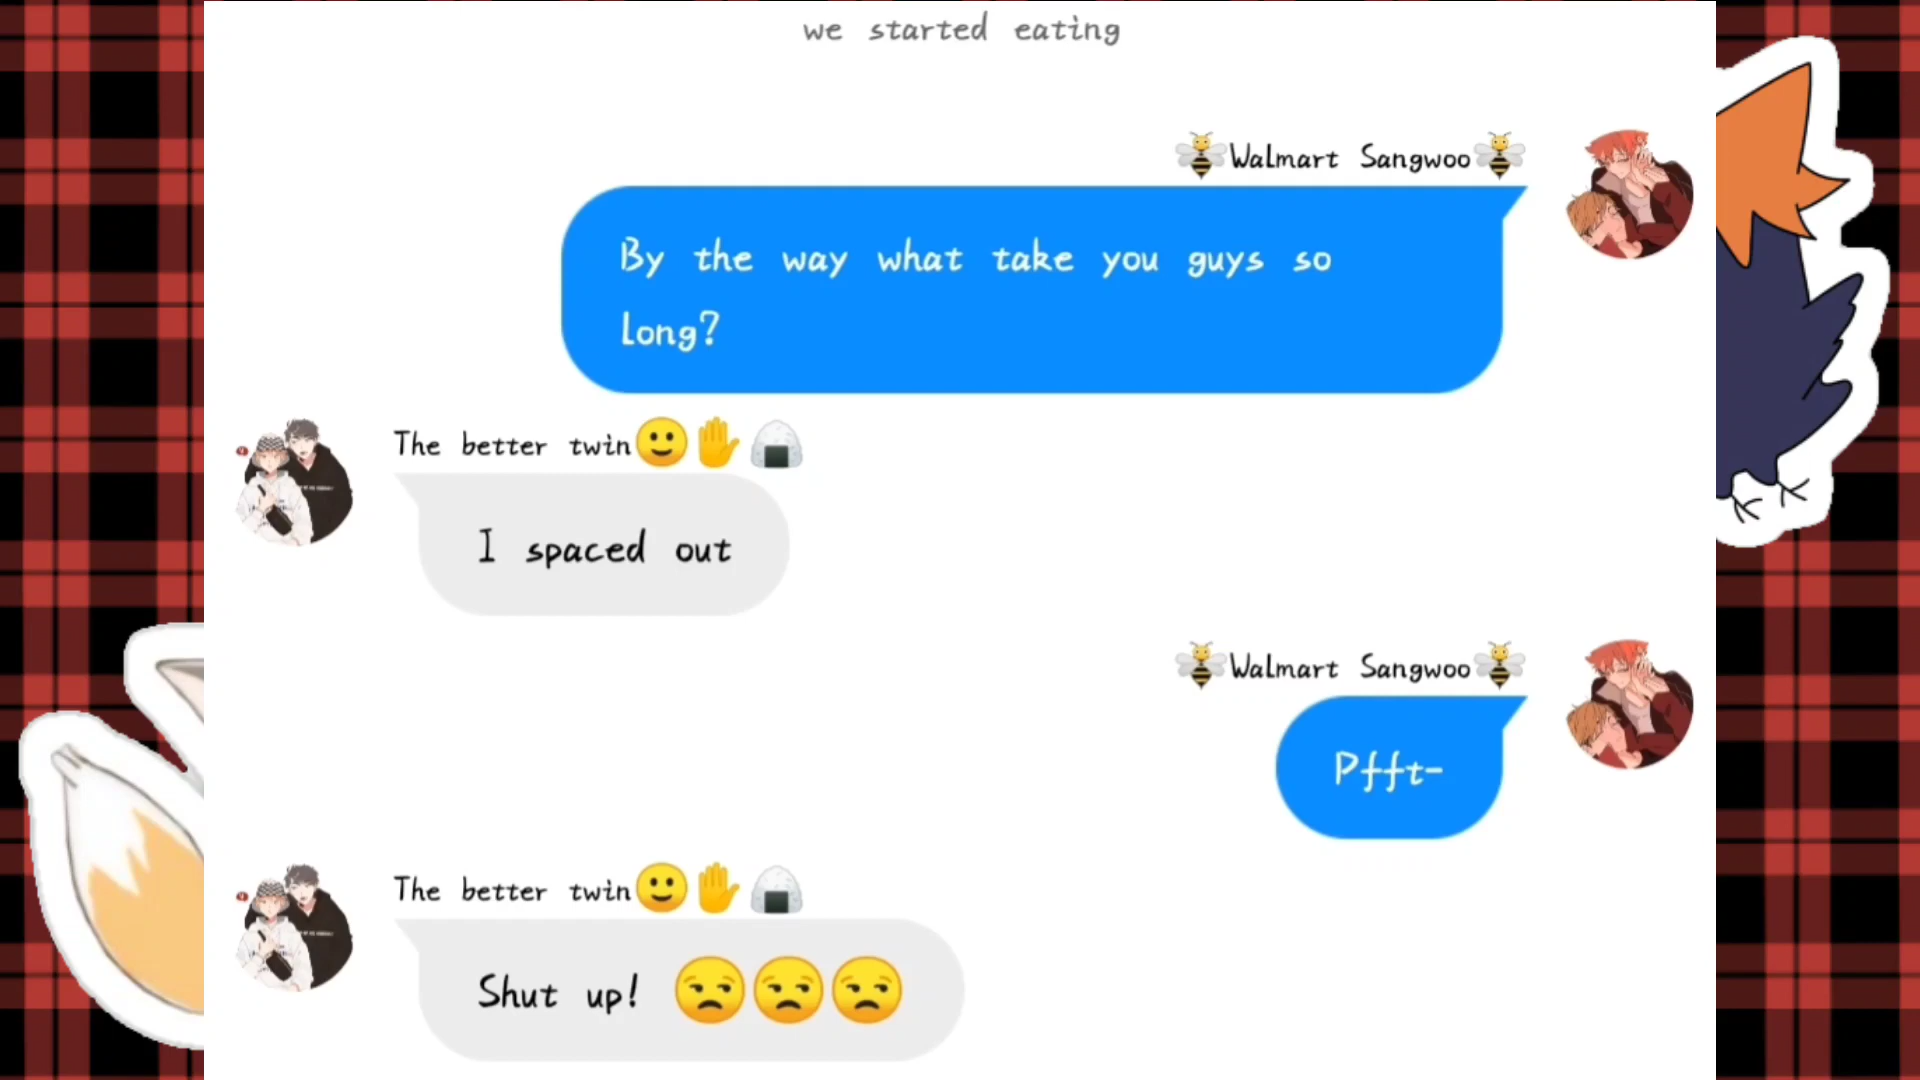 we started eating
🐝Walmart Sangwoo🐝
By the way what take you guys so
long?
The better twin🙂✋🍙
I spaced out
🐝Walmart Sangwoo🐝
Pfft-
The better twin🙂✋🍙
Shut up! 😒😒😒